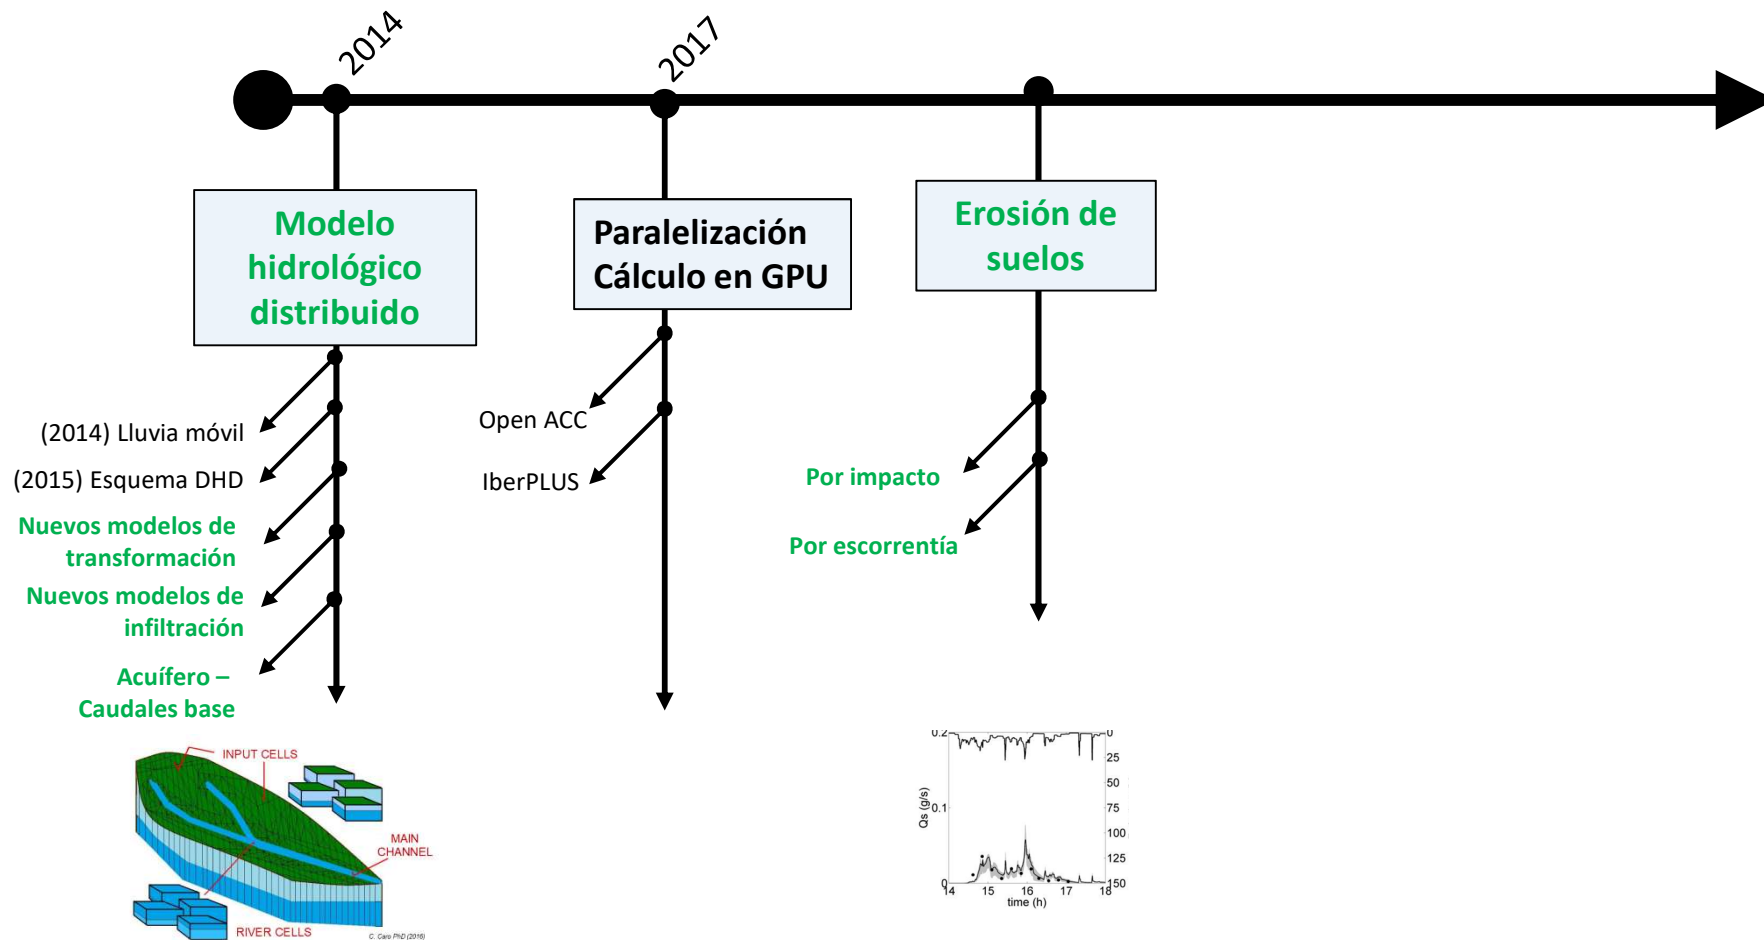 2014
2017
Modelo
hidrológico
distribuido
Paralelización
Cálculo en GPU
Erosión de
suelos
(2014) Lluvia móvil
(2015) Esquema DHD
Nuevos modelos de
transformación
Nuevos modelos de
infiltración
Acuífero –
Caudales base
Open ACC
IberPLUS
Por impacto
Por escorrentía
INPUT CELLS
MAIN
CHANNEL
RIVER CELLS
C. Caro PhD (2016)
0.2
0.1
0
Qs (g/s)
0
25
50
75
100
125
150
14 15 16 17 18
time (h)